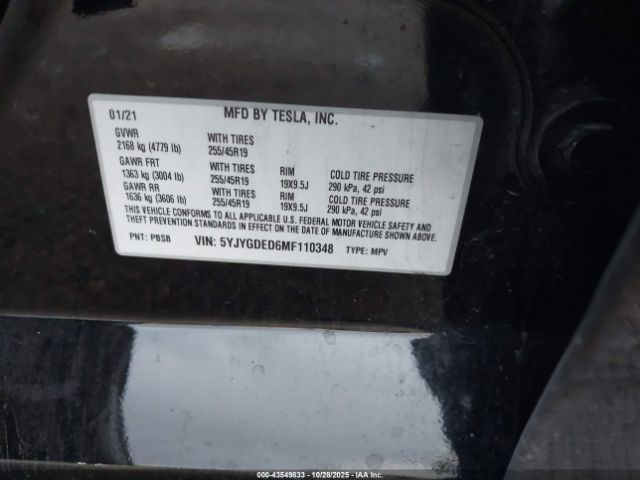 01/21 MFD BY TESLA, INC.
GVWR
2168 kg (4779 lb)
WITH TIRES
255/45R19
GAWR FRT
1363 kg (3004 lb)
WITH TIRES
255/45R19
RIM
19X9.5J
COLD TIRE PRESSURE
290 kPa, 42 psi
GAWR RR
1636 kg (3606 lb)
WITH TIRES
255/45R19
RIM
19X9.5J
COLD TIRE PRESSURE
290 kPa, 42 psi
THIS VEHICLE CONFORMS TO ALL APPLICABLE U.S. FEDERAL MOTOR VEHICLE SAFETY AND
THEFT PREVENTION STANDARDS IN EFFECT ON THE DATE OF MANUFACTURE SHOWN ABOVE.
PNT: PBSB VIN: 5YJYGDED6MF110348 TYPE: MPV
000-43549633 - 10/28/2025 - IAA Inc.